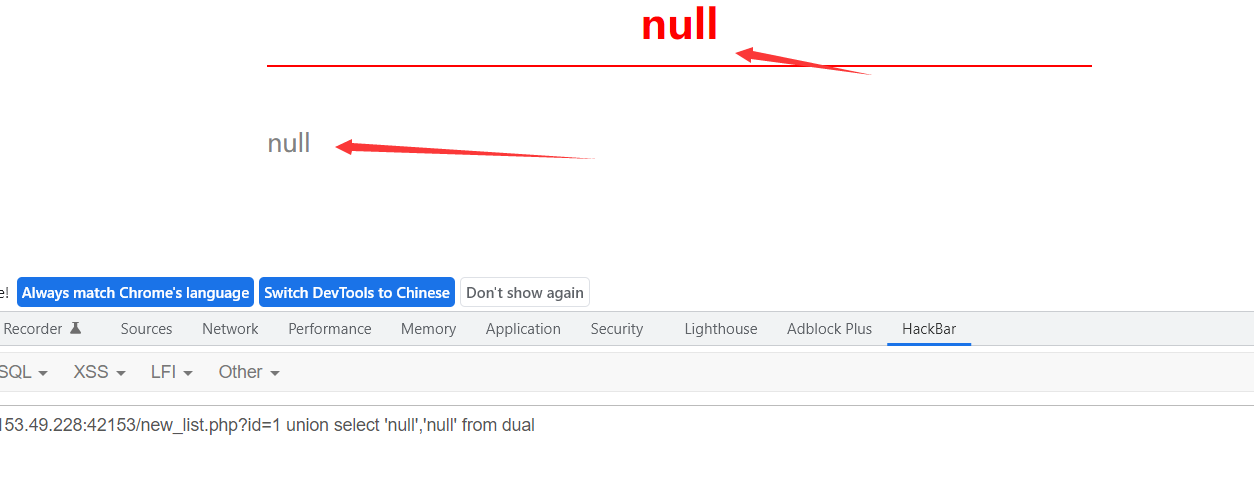 null
null
e! Always match Chrome's language Switch DevTools to Chinese Don't show again
Recorder Sources Network Performance Memory Application Security Lighthouse Adblock Plus HackBar
SQL XSS LFI Other
153.49.228:42153/new_list.php?id=1 union select 'null','null' from dual